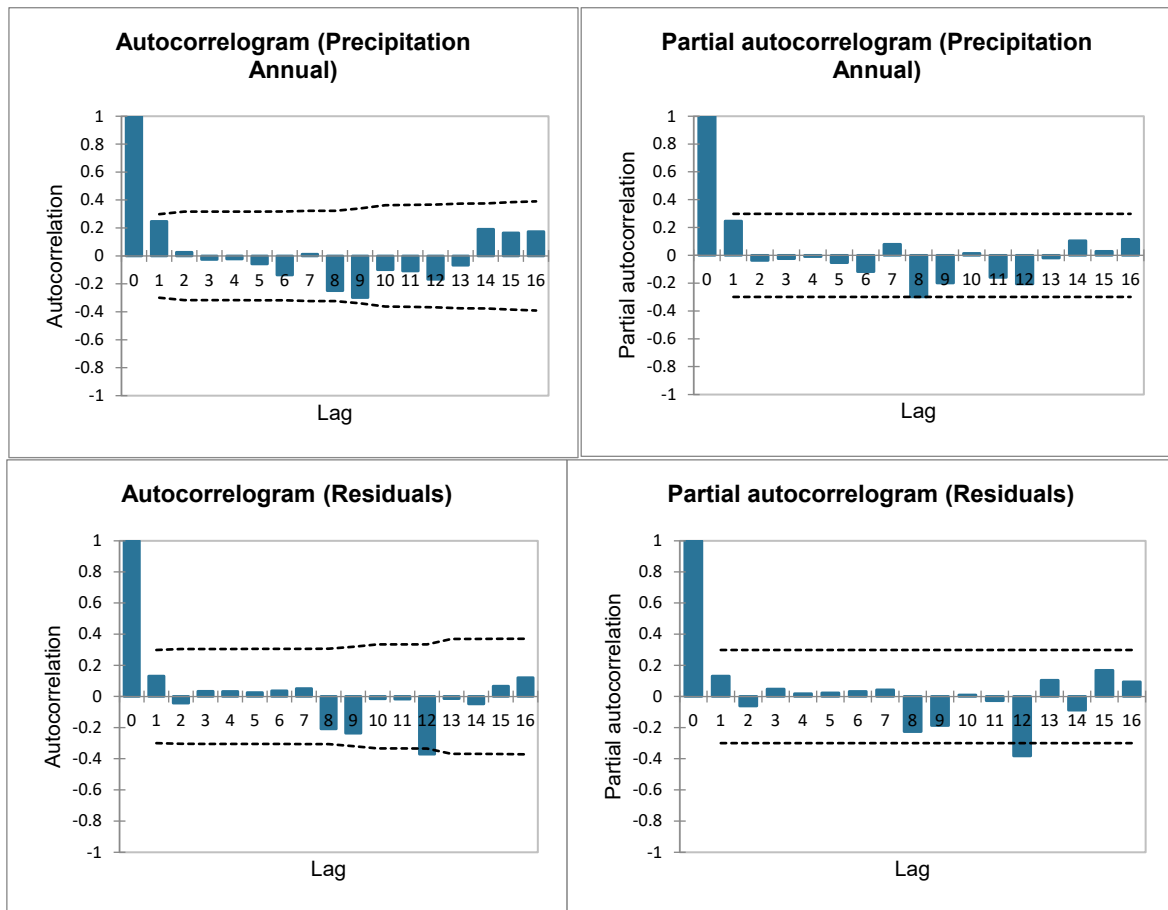 Autocorrelogram (Precipitation
Annual)
1
0.8
0.6
0.4
0.2
0
-0.2
-0.4
-0.6
-0.8
-1
0 1 2 3 4 5 6 7 8 9 10 11 12 13 14 15 16
Autocorrelation
Lag
Partial autocorrelogram (Precipitation
Annual)
1
0.8
0.6
0.4
0.2
0
-0.2
-0.4
-0.6
-0.8
-1
0 1 2 3 4 5 6 7 8 9 10 11 12 13 14 15 16
Partial autocorrelation
Lag
Autocorrelogram (Residuals)
1
0.8
0.6
0.4
0.2
0
-0.2
-0.4
-0.6
-0.8
-1
0 1 2 3 4 5 6 7 8 9 10 11 12 13 14 15 16
Autocorrelation
Lag
Partial autocorrelogram (Residuals)
1
0.8
0.6
0.4
0.2
0
-0.2
-0.4
-0.6
-0.8
-1
0 1 2 3 4 5 6 7 8 9 10 11 12 13 14 15 16
Partial autocorrelation
Lag